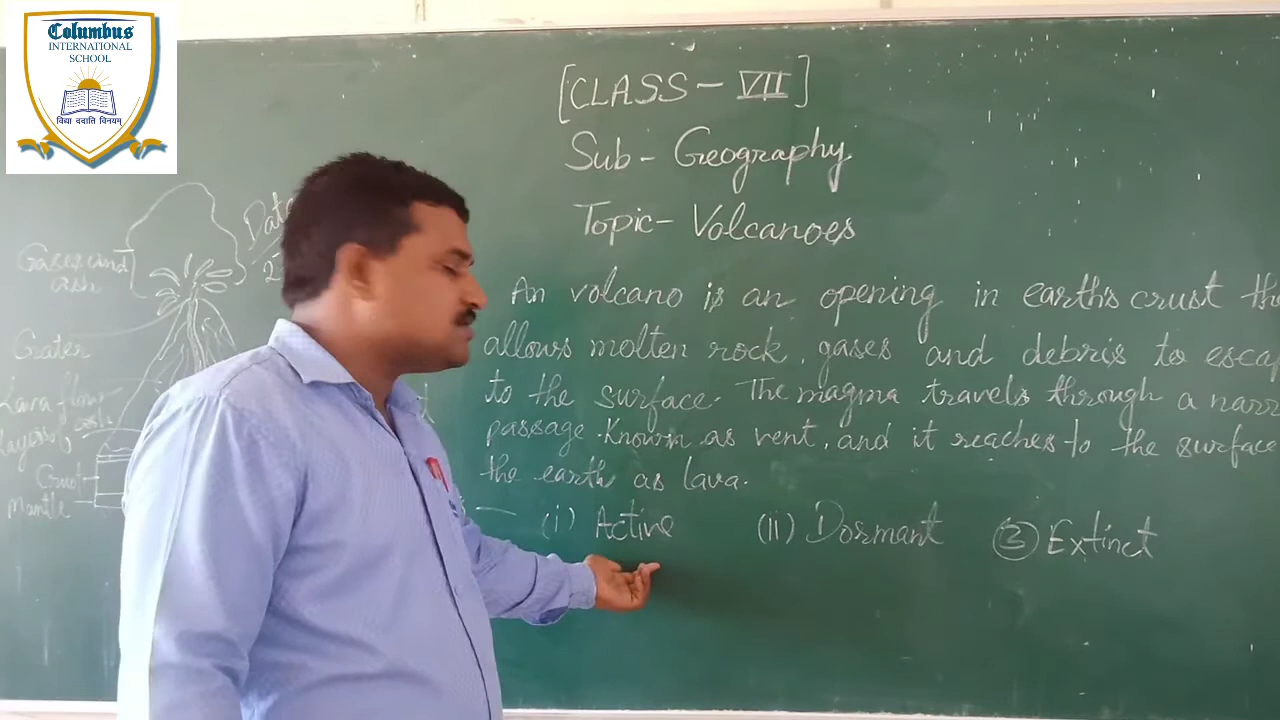 Columbus
INTERNATIONAL
SCHOOL
विद्या ददाति विनयम्
[CLASS - VII]
Sub - Geography
Topic - Volcanoes
An volcano is an opening in earth's crust
allows molten rock, gases and debris to
to the surface. The magma travels through a
passage. Known as vent, and it reaches to the surface
the earth as lava.
(i) Active (ii) Dormant ③ Extinct
Gases and
ash
Crater
Lava flow
layers of ash
Crust
Mantle